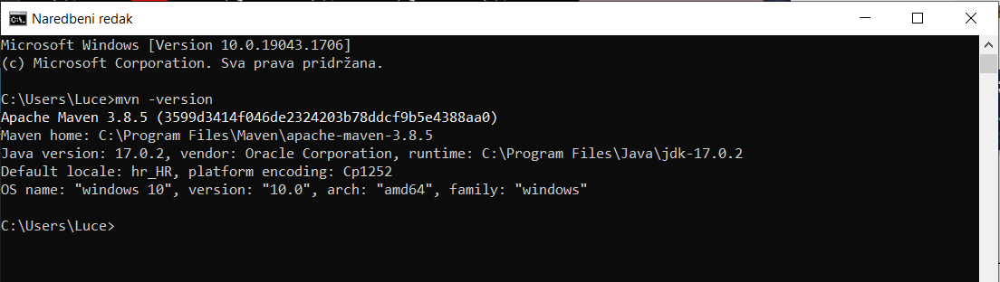 Naredbeni redak
Microsoft Windows [Version 10.0.19043.1706]
(c) Microsoft Corporation. Sva prava pridržana.
C:\Users\Luce>mvn -version
Apache Maven 3.8.5 (3599d3414f046de2324203b78ddcf9b5e4388aa0)
Maven home: C:\Program Files\Maven\apache-maven-3.8.5
Java version: 17.0.2, vendor: Oracle Corporation, runtime: C:\Program Files\Java\jdk-17.0.2
Default locale: hr_HR, platform encoding: Cp1252
OS name: "windows 10", version: "10.0", arch: "amd64", family: "windows"
C:\Users\Luce>